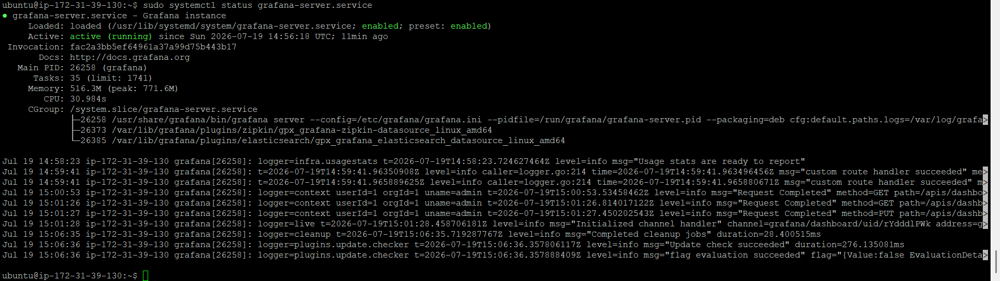 ubuntu@ip-172-31-39-130:~$ sudo systemctl status grafana-server.service
● grafana-server.service - Grafana instance
     Loaded: loaded (/usr/lib/systemd/system/grafana-server.service; enabled; preset: enabled)
     Active: active (running) since Sun 2026-07-19 14:56:18 UTC; 11min ago
 Invocation: fac2a3bb5ef64961a37a99d75b443b17
       Docs: http://docs.grafana.org
   Main PID: 26258 (grafana)
      Tasks: 35 (limit: 1741)
     Memory: 516.3M (peak: 771.6M)
        CPU: 30.984s
     CGroup: /system.slice/grafana-server.service
             ├─26258 /usr/share/grafana/bin/grafana server --config=/etc/grafana/grafana.ini --pidfile=/run/grafana/grafana-server.pid --packaging=deb cfg:default.paths.logs=/var/log/grafa>
             ├─26373 /var/lib/grafana/plugins/zipkin/gpx_grafana-zipkin-datasource_linux_amd64
             └─26385 /var/lib/grafana/plugins/elasticsearch/gpx_grafana_elasticsearch_datasource_linux_amd64
Jul 19 14:58:23 ip-172-31-39-130 grafana[26258]: logger=infra.usagestats t=2026-07-19T14:58:23.724627464Z level=info msg="Usage stats are ready to report"
Jul 19 14:59:41 ip-172-31-39-130 grafana[26258]: t=2026-07-19T14:59:41.96350908Z level=info caller=logger.go:214 time=2026-07-19T14:59:41.963496456Z msg="custom route handler succeeded" me>
Jul 19 14:59:41 ip-172-31-39-130 grafana[26258]: t=2026-07-19T14:59:41.965889625Z level=info caller=logger.go:214 time=2026-07-19T14:59:41.965880671Z msg="custom route handler succeeded" m>
Jul 19 15:00:53 ip-172-31-39-130 grafana[26258]: logger=context userId=1 orgId=1 uname=admin t=2026-07-19T15:00:53.53458462Z level=info msg="Request Completed" method=GET path=/apis/dashbo>
Jul 19 15:01:26 ip-172-31-39-130 grafana[26258]: logger=context userId=1 orgId=1 uname=admin t=2026-07-19T15:01:26.814017122Z level=info msg="Request Completed" method=GET path=/apis/dashb>
Jul 19 15:01:27 ip-172-31-39-130 grafana[26258]: logger=context userId=1 orgId=1 uname=admin t=2026-07-19T15:01:27.450202543Z level=info msg="Request Completed" method=PUT path=/apis/dashb>
Jul 19 15:01:28 ip-172-31-39-130 grafana[26258]: logger=live t=2026-07-19T15:01:28.458706181Z level=info msg="Initialized channel handler" channel=grafana/dashboard/uid/rYdddlPWk address=g>
Jul 19 15:06:35 ip-172-31-39-130 grafana[26258]: logger=cleanup t=2026-07-19T15:06:35.719287767Z level=info msg="Completed cleanup jobs" duration=28.400515ms
Jul 19 15:06:36 ip-172-31-39-130 grafana[26258]: logger=plugins.update.checker t=2026-07-19T15:06:36.357806117Z level=info msg="Update check succeeded" duration=276.135081ms
Jul 19 15:06:36 ip-172-31-39-130 grafana[26258]: logger=plugins.update.checker t=2026-07-19T15:06:36.357888409Z level=info msg="flag evaluation succeeded" flag="{Value:false EvaluationDeta>
ubuntu@ip-172-31-39-130:~$